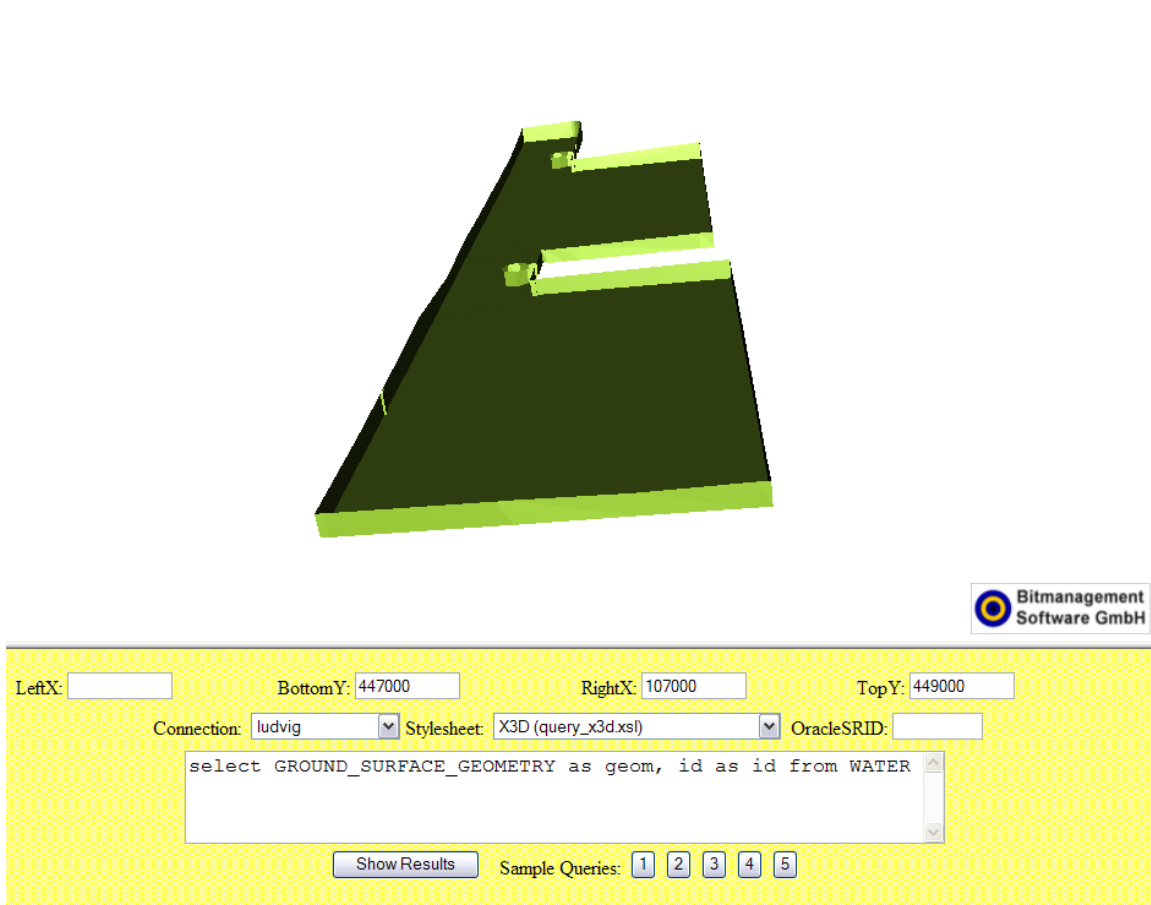 Bitmanagement
Software GmbH
LeftX: BottomY: 447000 RightX: 107000 TopY: 449000
Connection: ludvig Stylesheet: X3D (query_x3d.xsl) OracleSRID:
select GROUND_SURFACE_GEOMETRY as geom, id as id from WATER
Show Results Sample Queries: 1 2 3 4 5